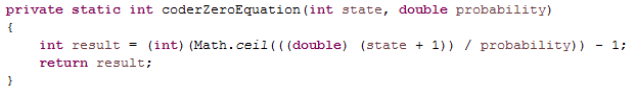 private static int coderZeroEquation(int state, double probability)
{
    int result = (int)(Math.ceil(((double) (state + 1)) / probability)) - 1;
    return result;
}